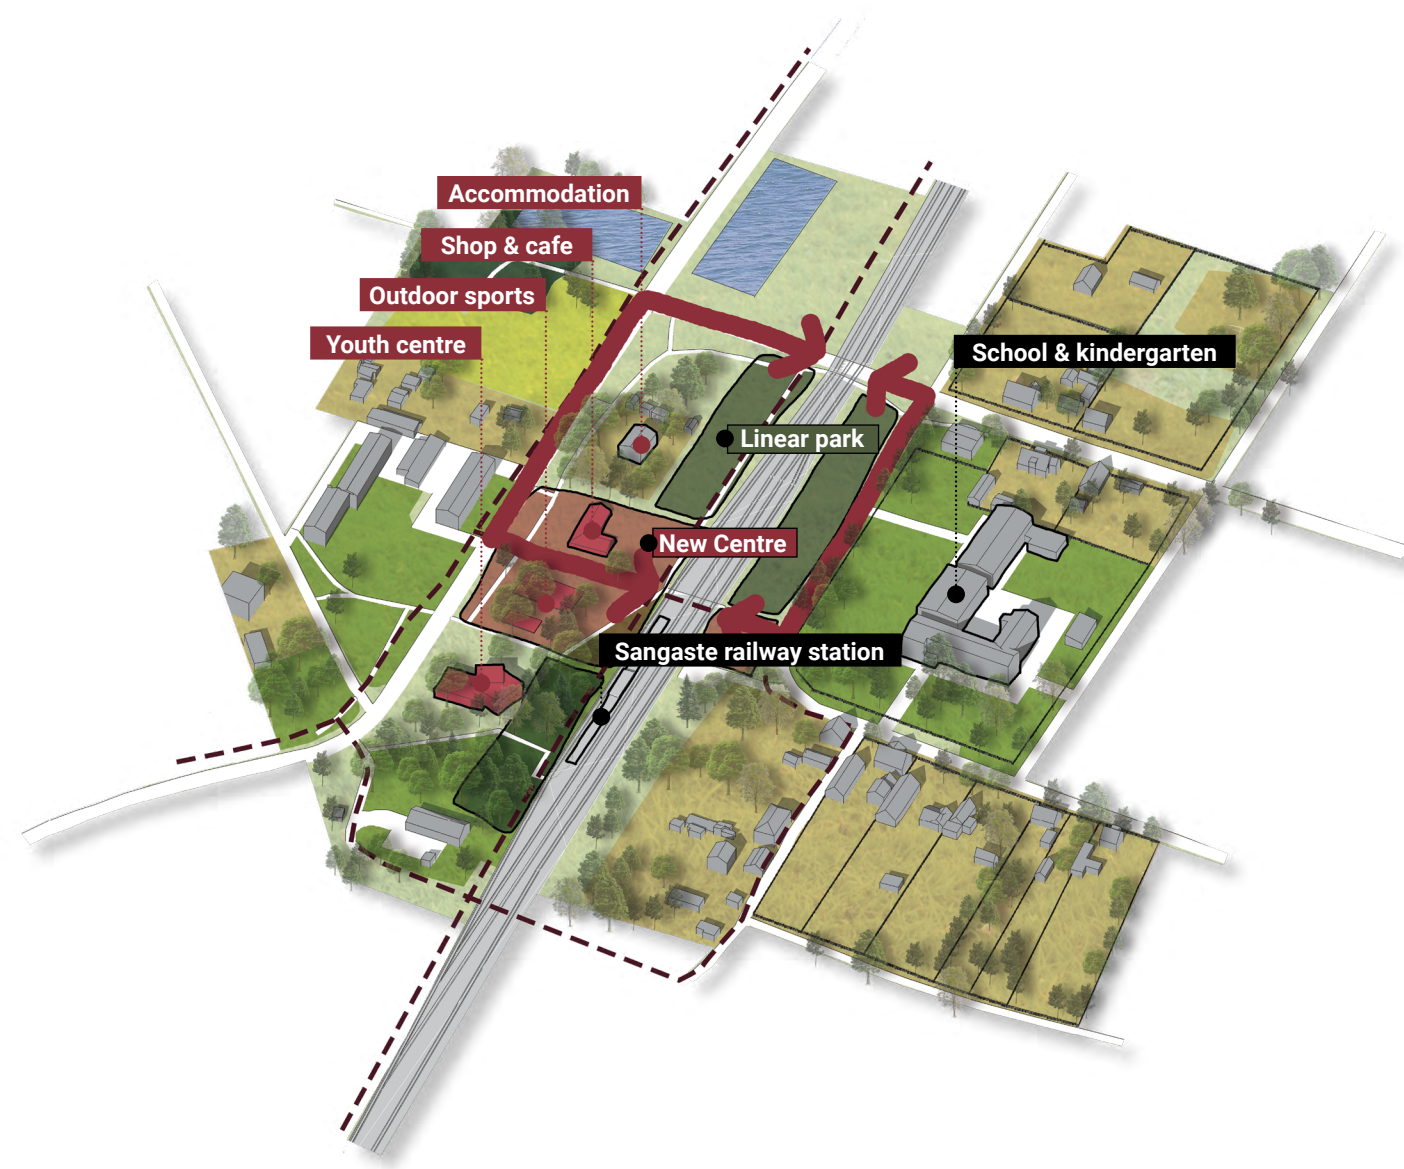 Accommodation
Shop & cafe
Outdoor sports
Youth centre
School & kindergarten
Linear park
New Centre
Sangaste railway station